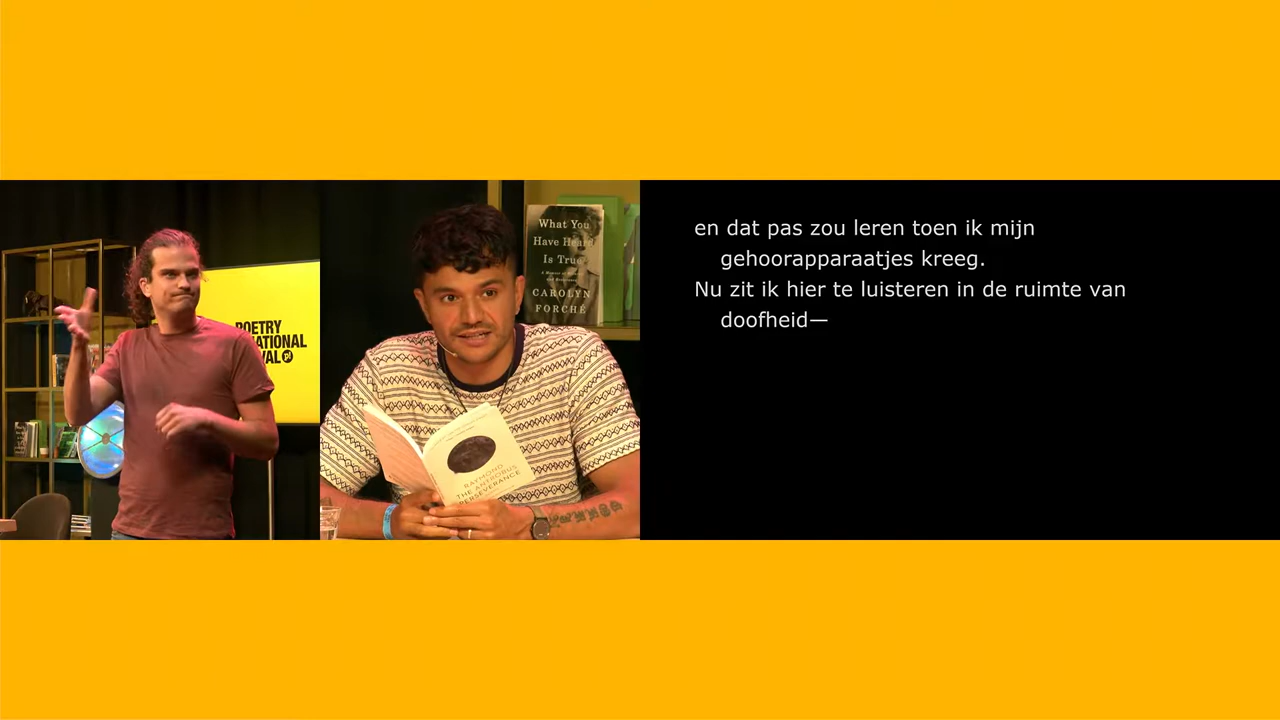 POETRY
NATIONAL
VAL
What You
Have Heard
Is True
CAROLYN
FORCHÉ
RAYMOND
THE ANTROBUS
PERSEVERANCE
en dat pas zou leren toen ik mijn
gehoorapparaatjes kreeg.
Nu zit ik hier te luisteren in de ruimte van
doofheid—